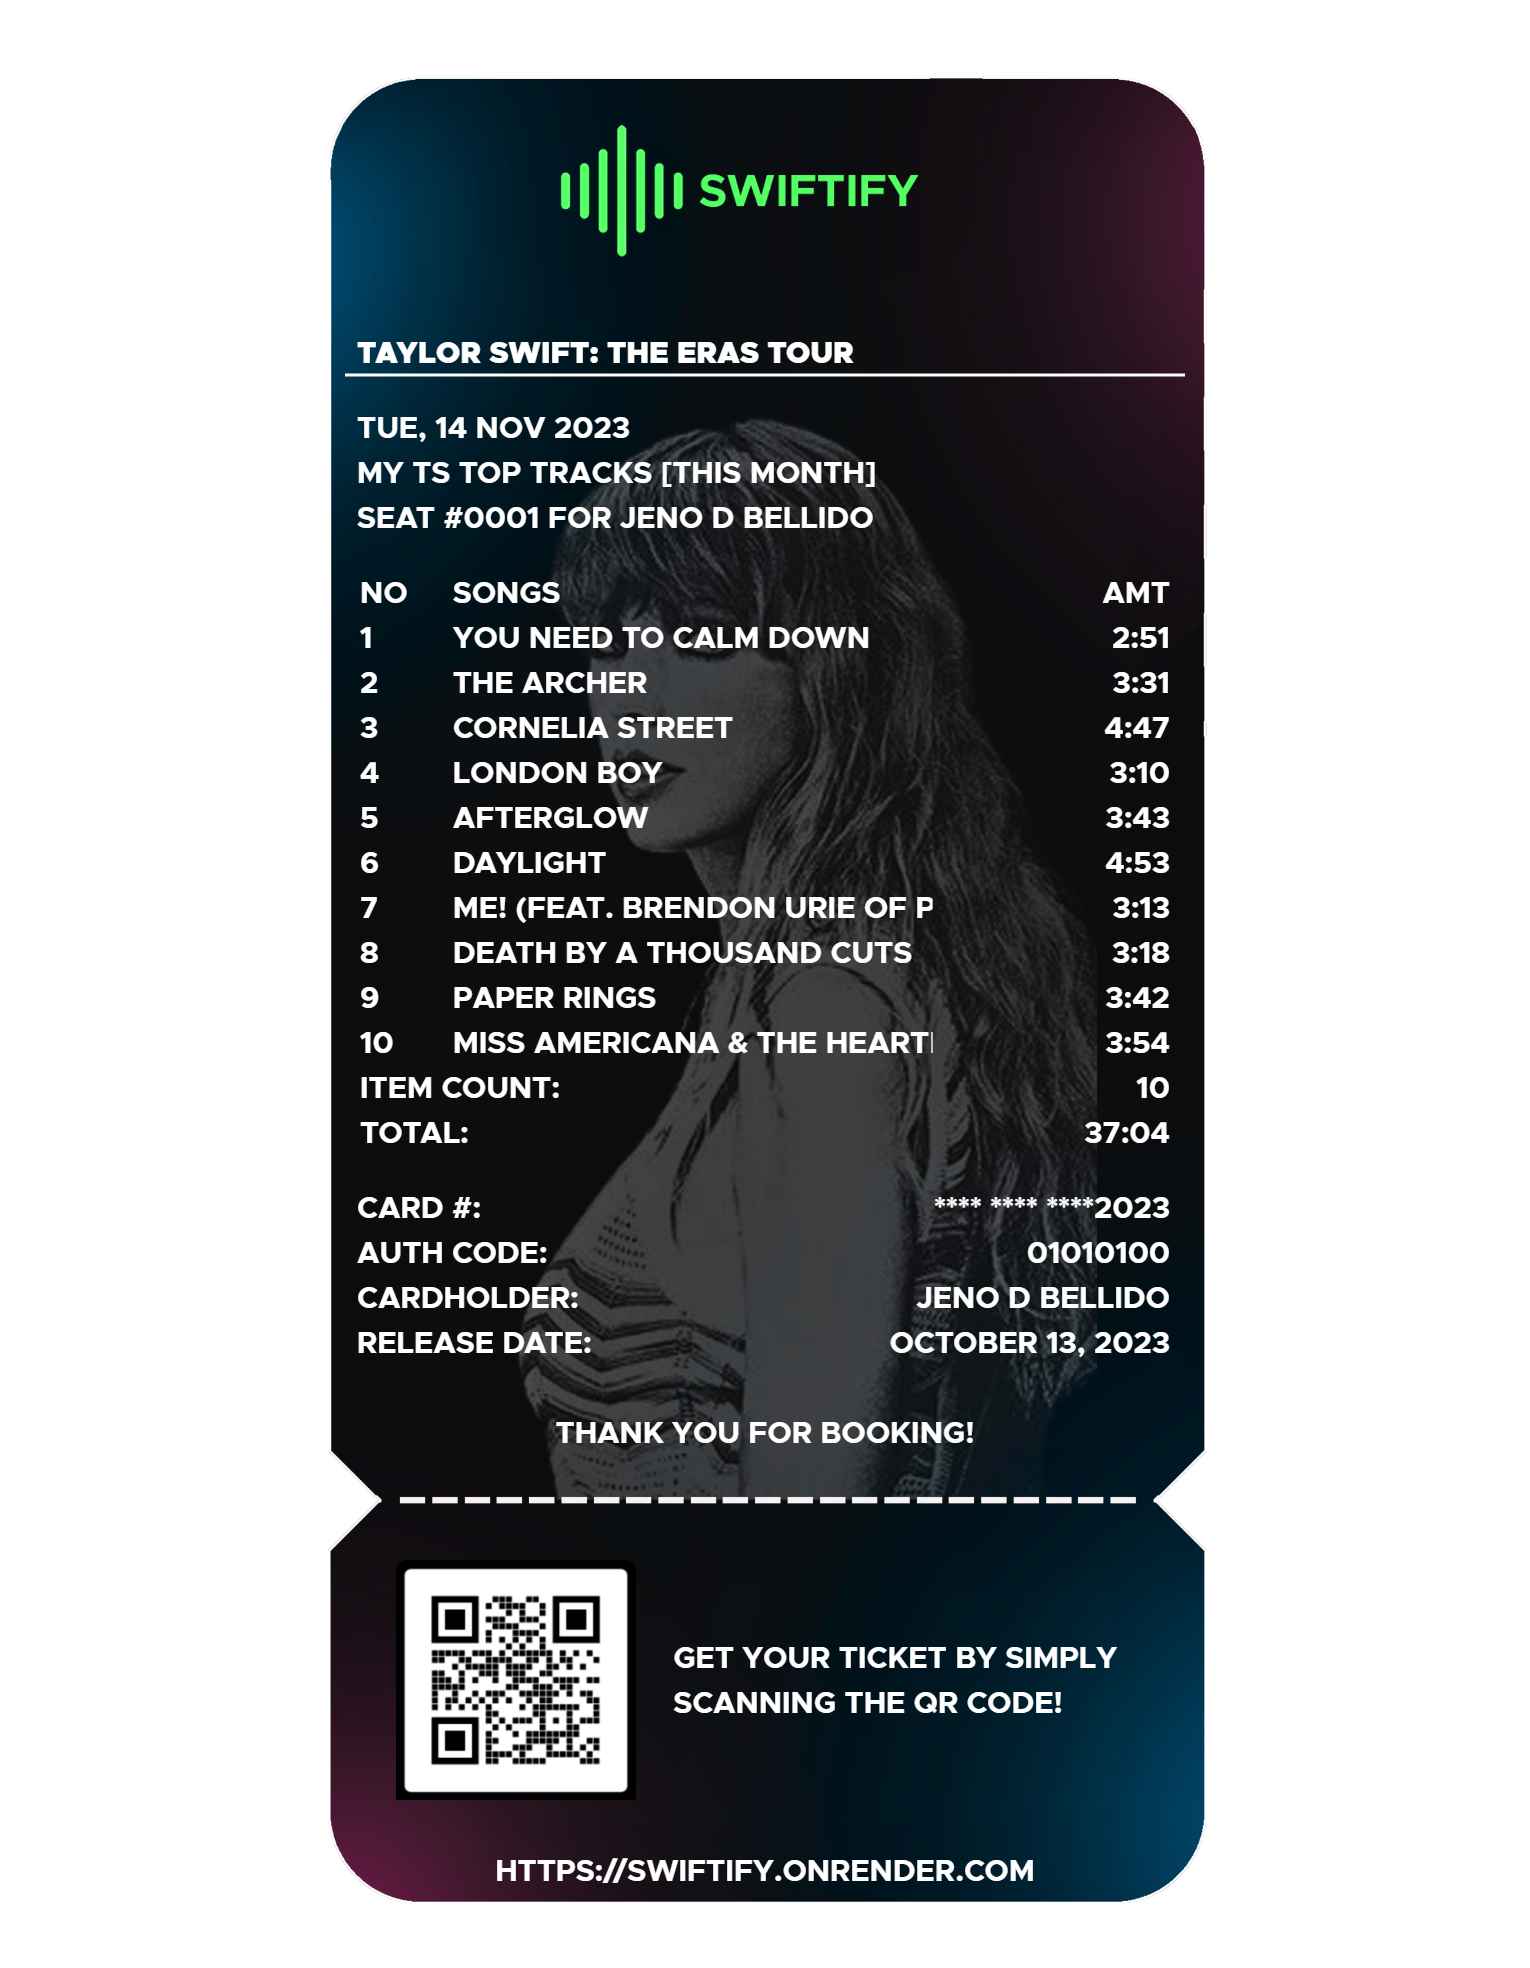 SWIFTIFY
TAYLOR SWIFT: THE ERAS TOUR
TUE, 14 NOV 2023
MY TS TOP TRACKS [THIS MONTH]
SEAT #0001 FOR JENO D BELLIDO
NO SONGS AMT
1 YOU NEED TO CALM DOWN 2:51
2 THE ARCHER 3:31
3 CORNELIA STREET 4:47
4 LONDON BOY 3:10
5 AFTERGLOW 3:43
6 DAYLIGHT 4:53
7 ME! (FEAT. BRENDON URIE OF P 3:13
8 DEATH BY A THOUSAND CUTS 3:18
9 PAPER RINGS 3:42
10 MISS AMERICANA & THE HEART 3:54
ITEM COUNT: 10
TOTAL: 37:04
CARD #: **** **** ****2023
AUTH CODE: 01010100
CARDHOLDER: JENO D BELLIDO
RELEASE DATE: OCTOBER 13, 2023
THANK YOU FOR BOOKING!
GET YOUR TICKET BY SIMPLY
SCANNING THE QR CODE!
HTTPS://SWIFTIFY.ONRENDER.COM